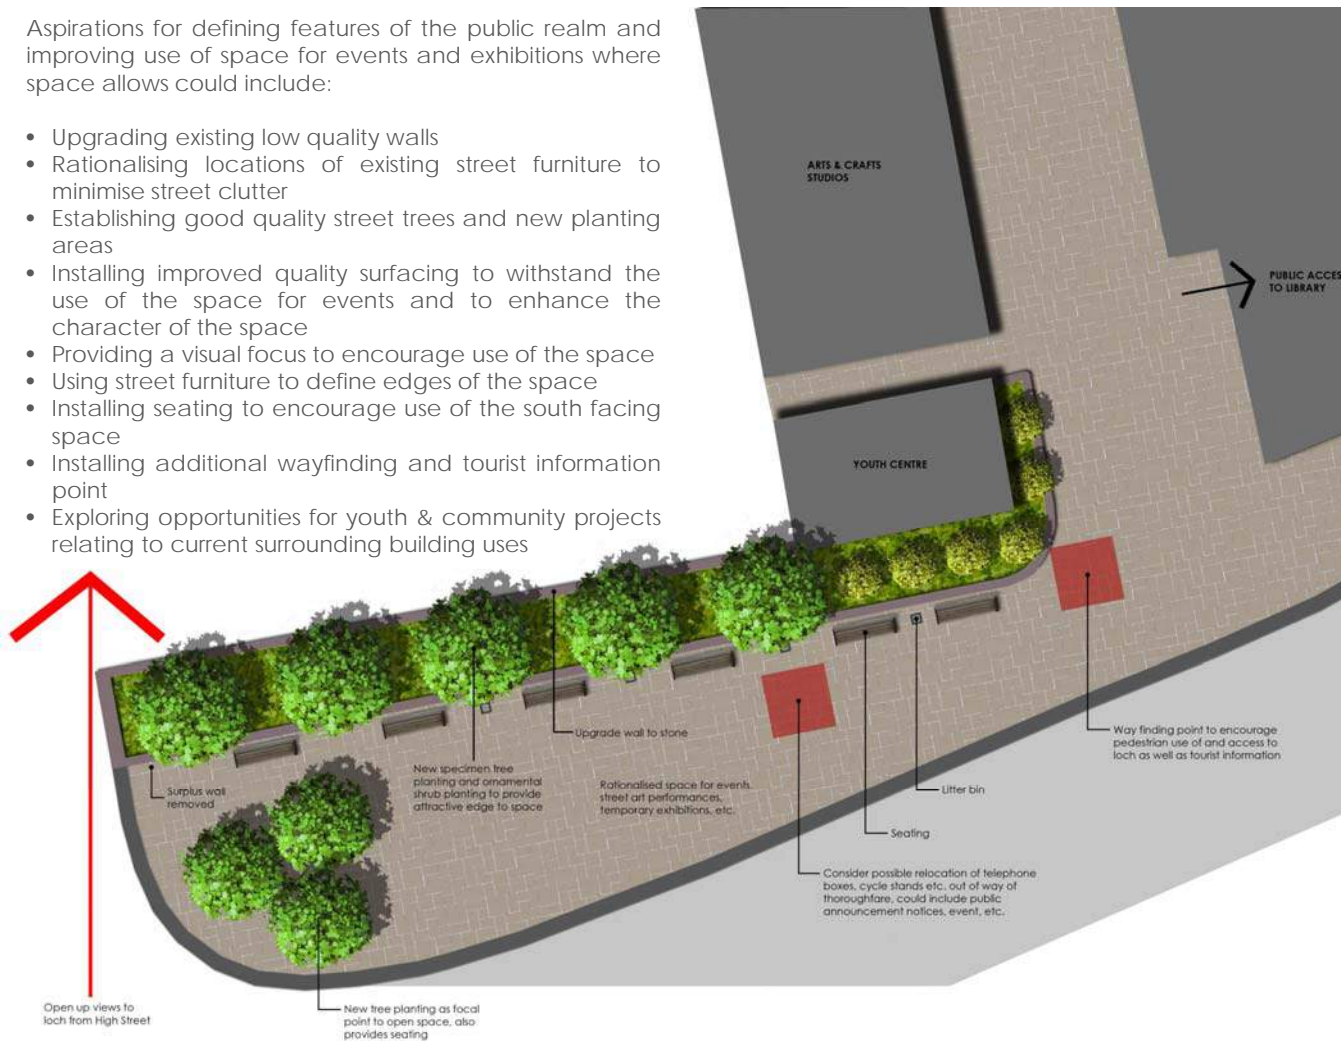 Aspirations for defining features of the public realm and
improving use of space for events and exhibitions where
space allows could include:
• Upgrading existing low quality walls
• Rationalising locations of existing street furniture to
minimise street clutter
• Establishing good quality street trees and new planting
areas
• Installing improved quality surfacing to withstand the
use of the space for events and to enhance the
character of the space
• Providing a visual focus to encourage use of the space
• Using street furniture to define edges of the space
• Installing seating to encourage use of the south facing
space
• Installing additional wayfinding and tourist information
point
• Exploring opportunities for youth & community projects
relating to current surrounding building uses
ARTS & CRAFTS
STUDIOS
PUBLIC ACCES
TO LIBRARY
YOUTH CENTRE
Upgrade wall to stone
Way finding point to encourage
pedestrian use of and access to
loch as well as tourist information
New specimen tree
planting and ornamental
shrub planting to provide
attractive edge to space
Rationalised space for events,
street art performances,
temporary exhibitions, etc.
Surplus wall
removed
Litter bin
Seating
Consider possible relocation of telephone
boxes, cycle stands etc. out of way of
thoroughfare, could include public
announcement notices, event, etc.
Open up views to
loch from High Street
New tree planting as focal
point to open space, also
provides seating